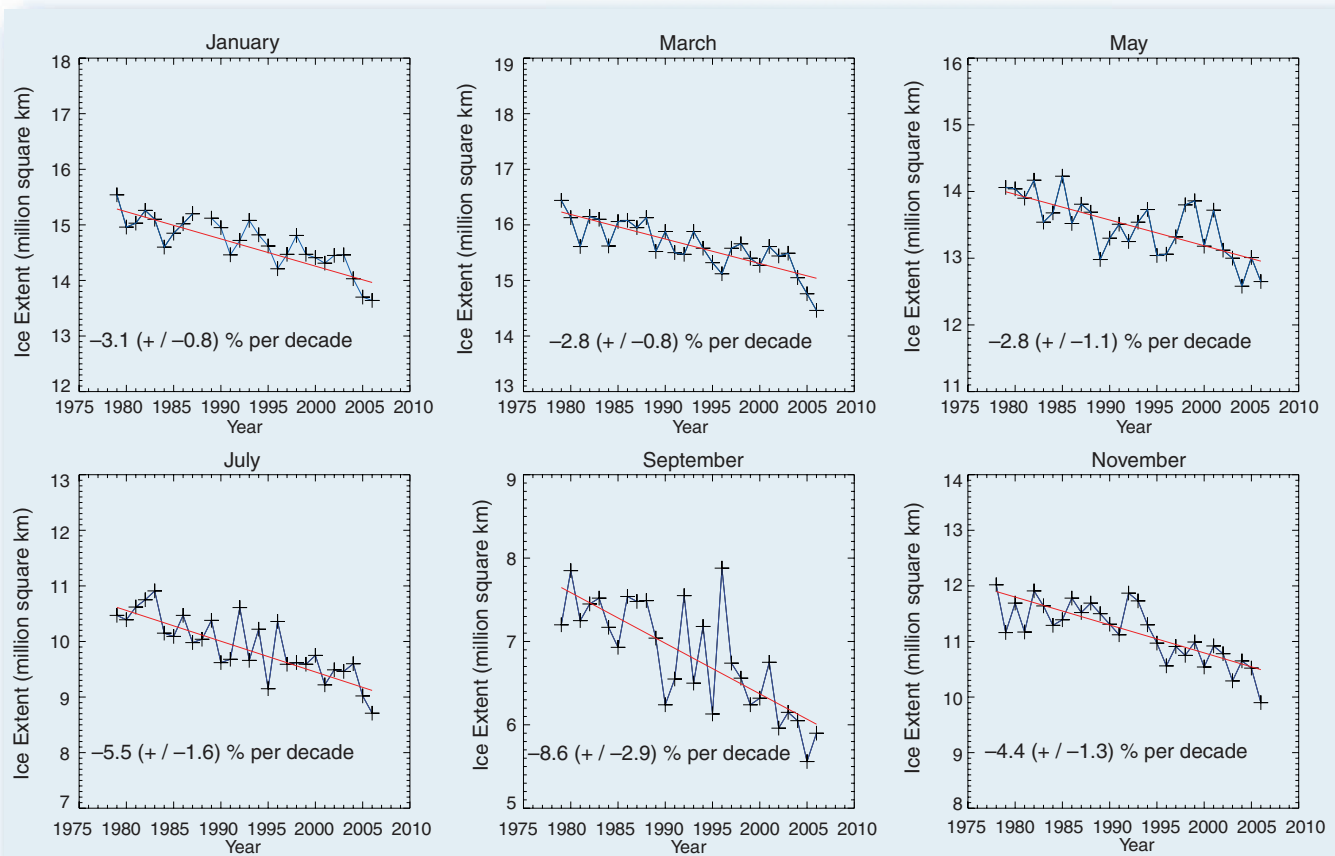 January
Ice Extent (million square km)
18
17
16
15
14
13
12
–3.1 (+ / –0.8) % per decade
1975 1980 1985 1990 1995 2000 2005 2010
Year
March
Ice Extent (million square km)
19
18
17
16
15
14
13
–2.8 (+ / –0.8) % per decade
1975 1980 1985 1990 1995 2000 2005 2010
Year
May
Ice Extent (million square km)
16
15
14
13
12
11
–2.8 (+ / –1.1) % per decade
1975 1980 1985 1990 1995 2000 2005 2010
Year
July
Ice Extent (million square km)
13
12
11
10
9
8
7
–5.5 (+ / –1.6) % per decade
1975 1980 1985 1990 1995 2000 2005 2010
Year
September
Ice Extent (million square km)
9
8
7
6
5
–8.6 (+ / –2.9) % per decade
1975 1980 1985 1990 1995 2000 2005 2010
Year
November
Ice Extent (million square km)
14
13
12
11
10
9
8
–4.4 (+ / –1.3) % per decade
1975 1980 1985 1990 1995 2000 2005 2010
Year